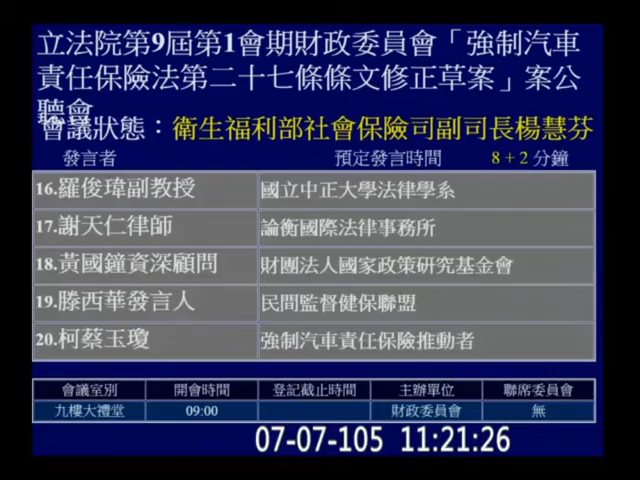 立法院第9屆第1會期財政委員會「強制汽車
責任保險法第二十七條條文修正草案」案公
聽會
會議狀態：衛生福利部社會保險司副司長楊慧芬
發言者 預定發言時間 8+2 分鐘
16.羅俊瑋副教授 國立中正大學法律學系
17.謝天仁律師 論衡國際法律事務所
18.黃國鐘資深顧問 財團法人國家政策研究基金會
19.滕西華發言人 民間監督健保聯盟
20.柯蔡玉瓊 強制汽車責任保險推動者
會議室別 開會時間 登記截止時間 主辦單位 聯席委員會
九樓大禮堂 09:00 財政委員會 無
07-07-105 11:21:26